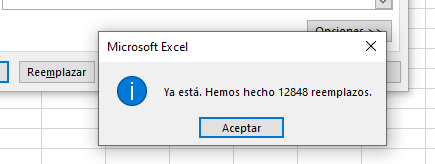 Opciones >>
Microsoft Excel
Reemplazar
Ya está. Hemos hecho 12848 reemplazos.
Aceptar